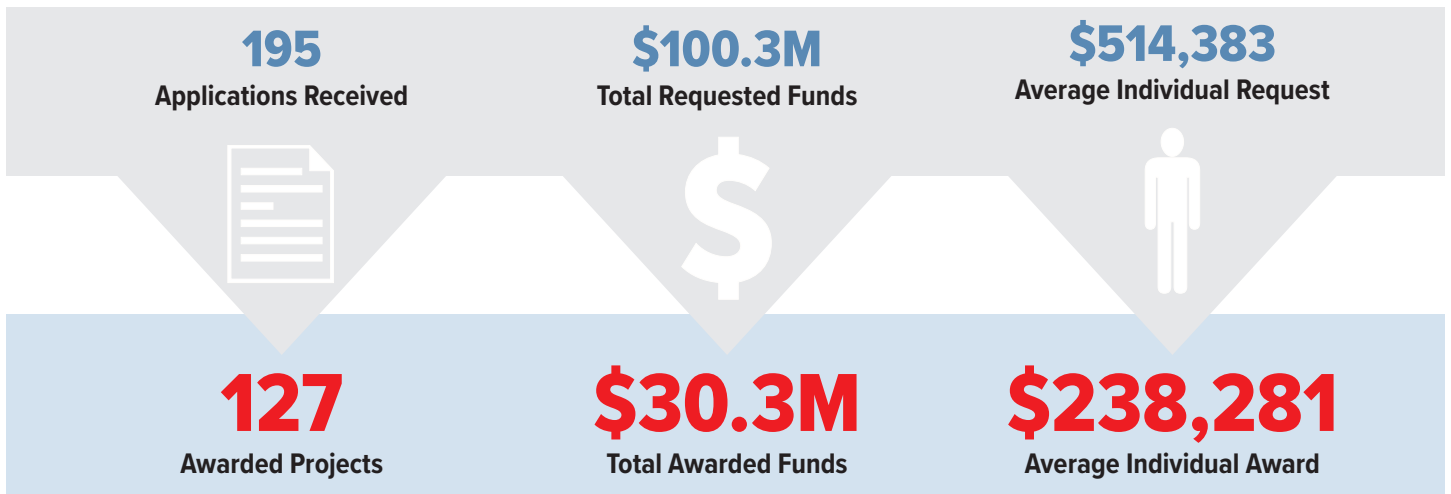 195
Applications Received
$100.3M
Total Requested Funds
$514,383
Average Individual Request
$
127
Awarded Projects
$30.3M
Total Awarded Funds
$238,281
Average Individual Award